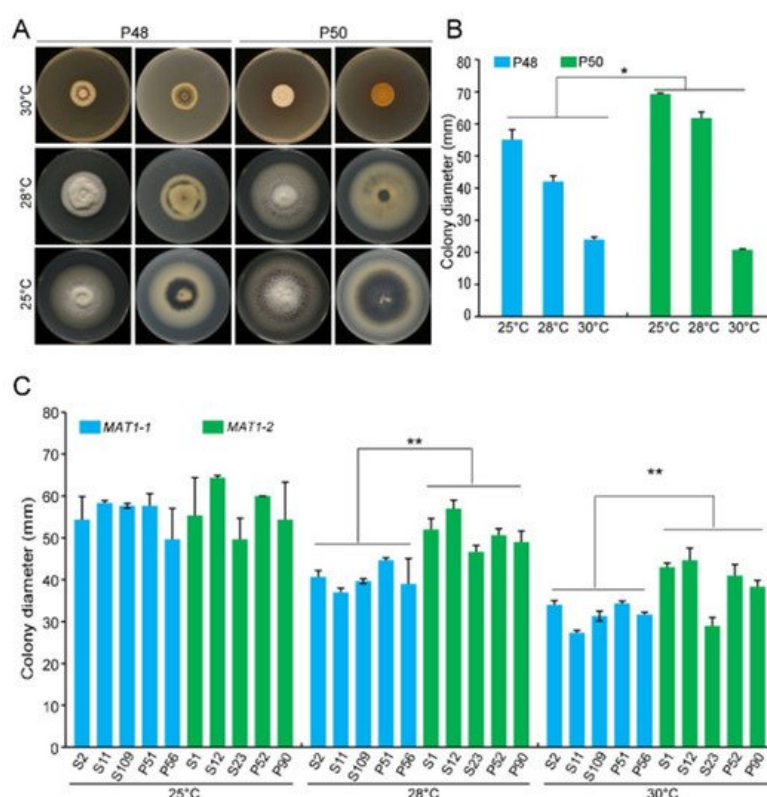 A
P48
P50
30°C
28°C
25°C
B
P48
P50
*
Colony diameter (mm)
80
70
60
50
40
30
20
10
0
25°C 28°C 30°C
25°C 28°C 30°C
C
MAT1-1
MAT1-2
**
**
Colony diameter (mm)
80
70
60
50
40
30
20
10
0
S2 S11 S109 P51 P56 S1 S12 S23 P52 P90
S2 S11 S109 P51 P56 S1 S12 S23 P52 P90
S2 S11 S109 P51 P56 S1 S12 S23 P52 P90
25°C
28°C
30°C